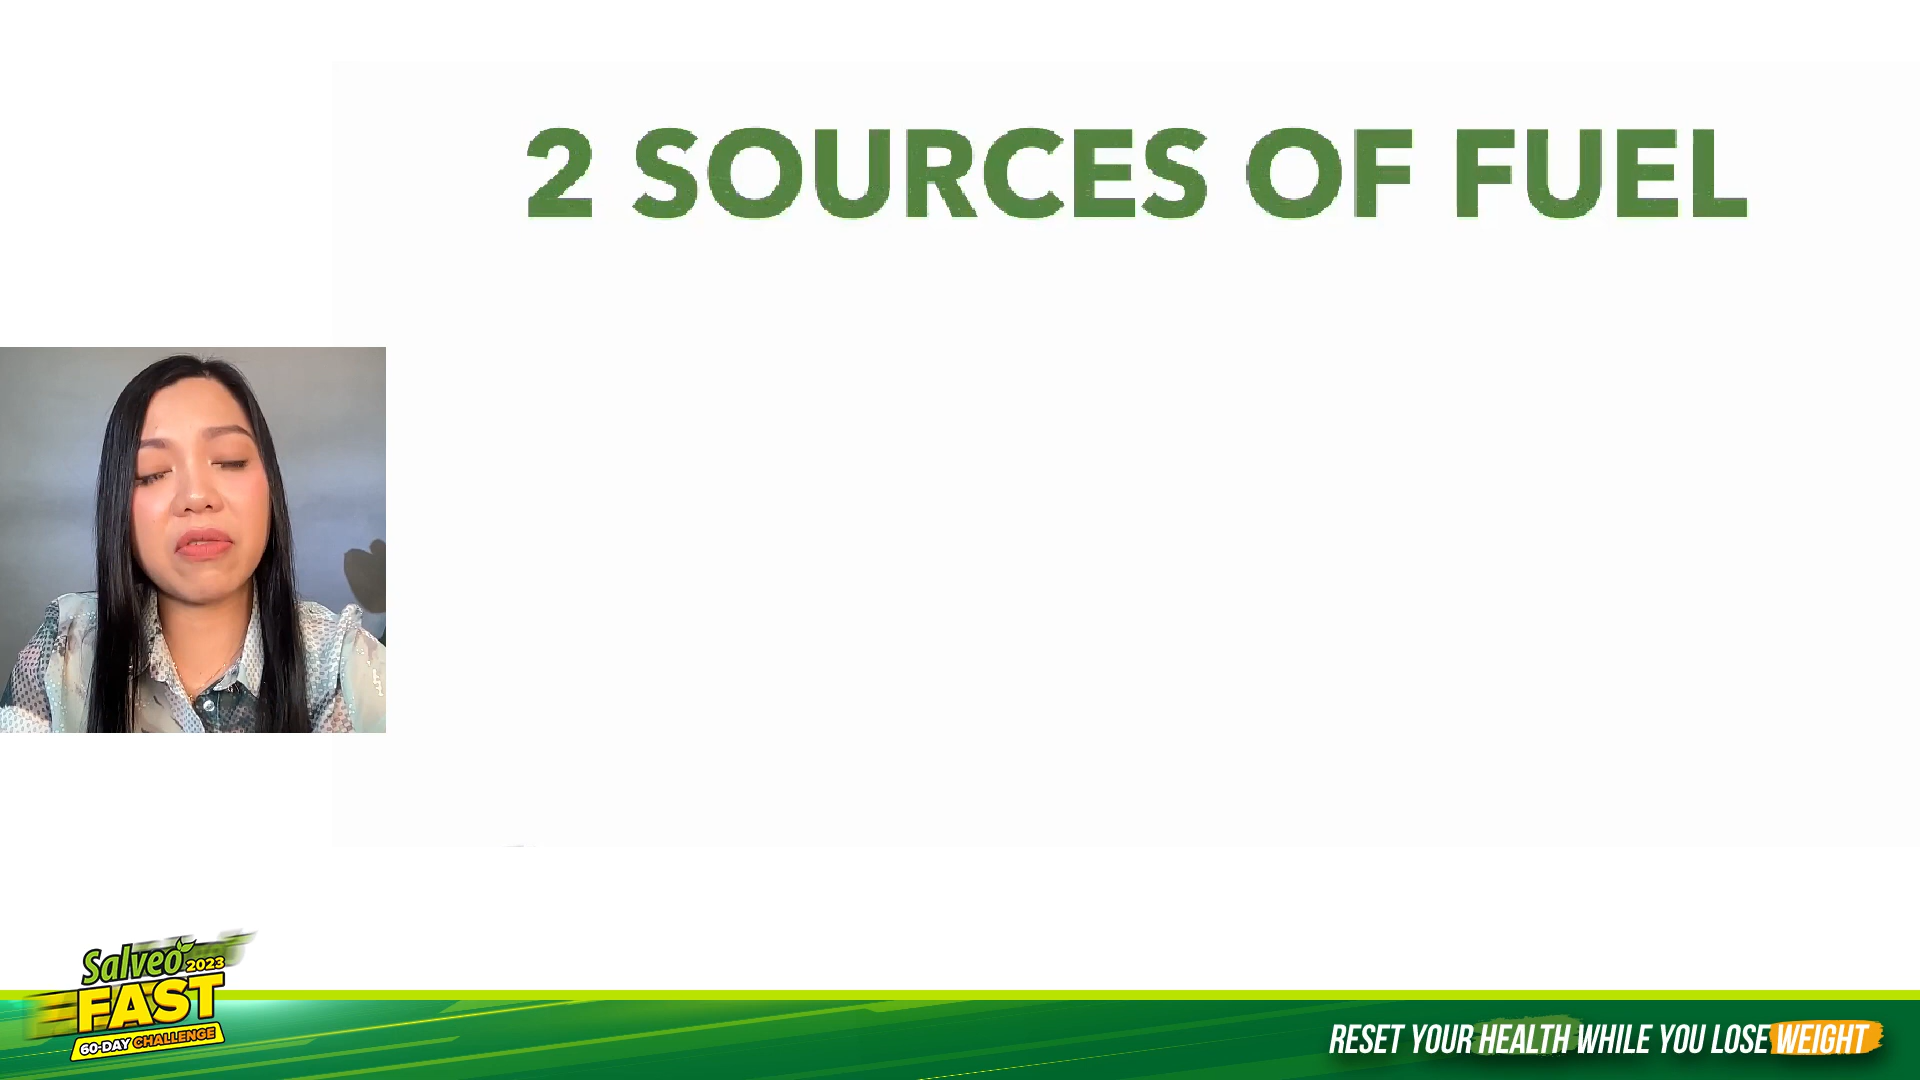 2 SOURCES OF FUEL
Salveo 2023
FAST
60-DAY CHALLENGE
RESET YOUR HEALTH WHILE YOU LOSE WEIGHT